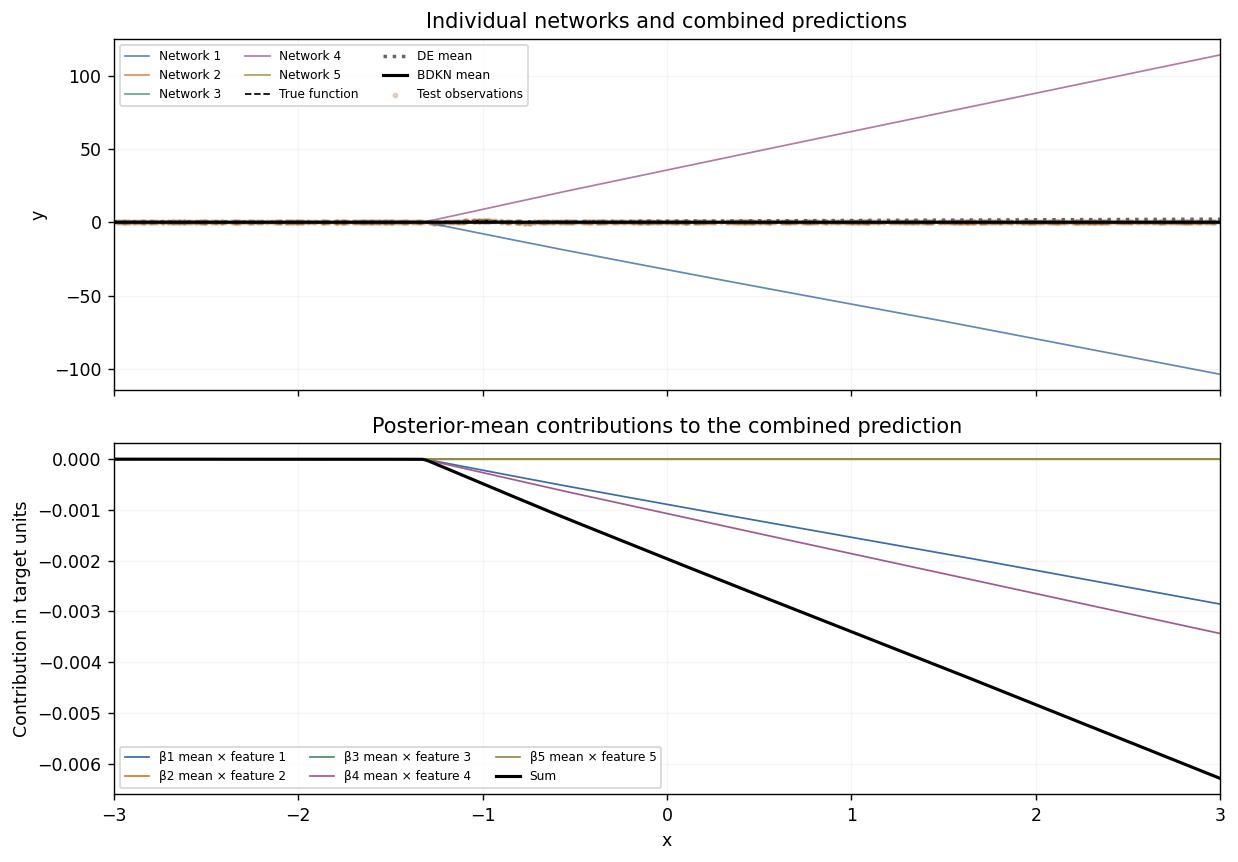 Individual networks and combined predictions
Network 1 Network 4 DE mean
Network 2 Network 5 BDKN mean
Network 3 True function Test observations
100
50
0
−50
−100
y
Posterior-mean contributions to the combined prediction
0.000
−0.001
−0.002
−0.003
−0.004
−0.005
−0.006
Contribution in target units
β1 mean × feature 1 β3 mean × feature 3 β5 mean × feature 5
β2 mean × feature 2 β4 mean × feature 4 Sum
−3 −2 −1 0 1 2 3
x